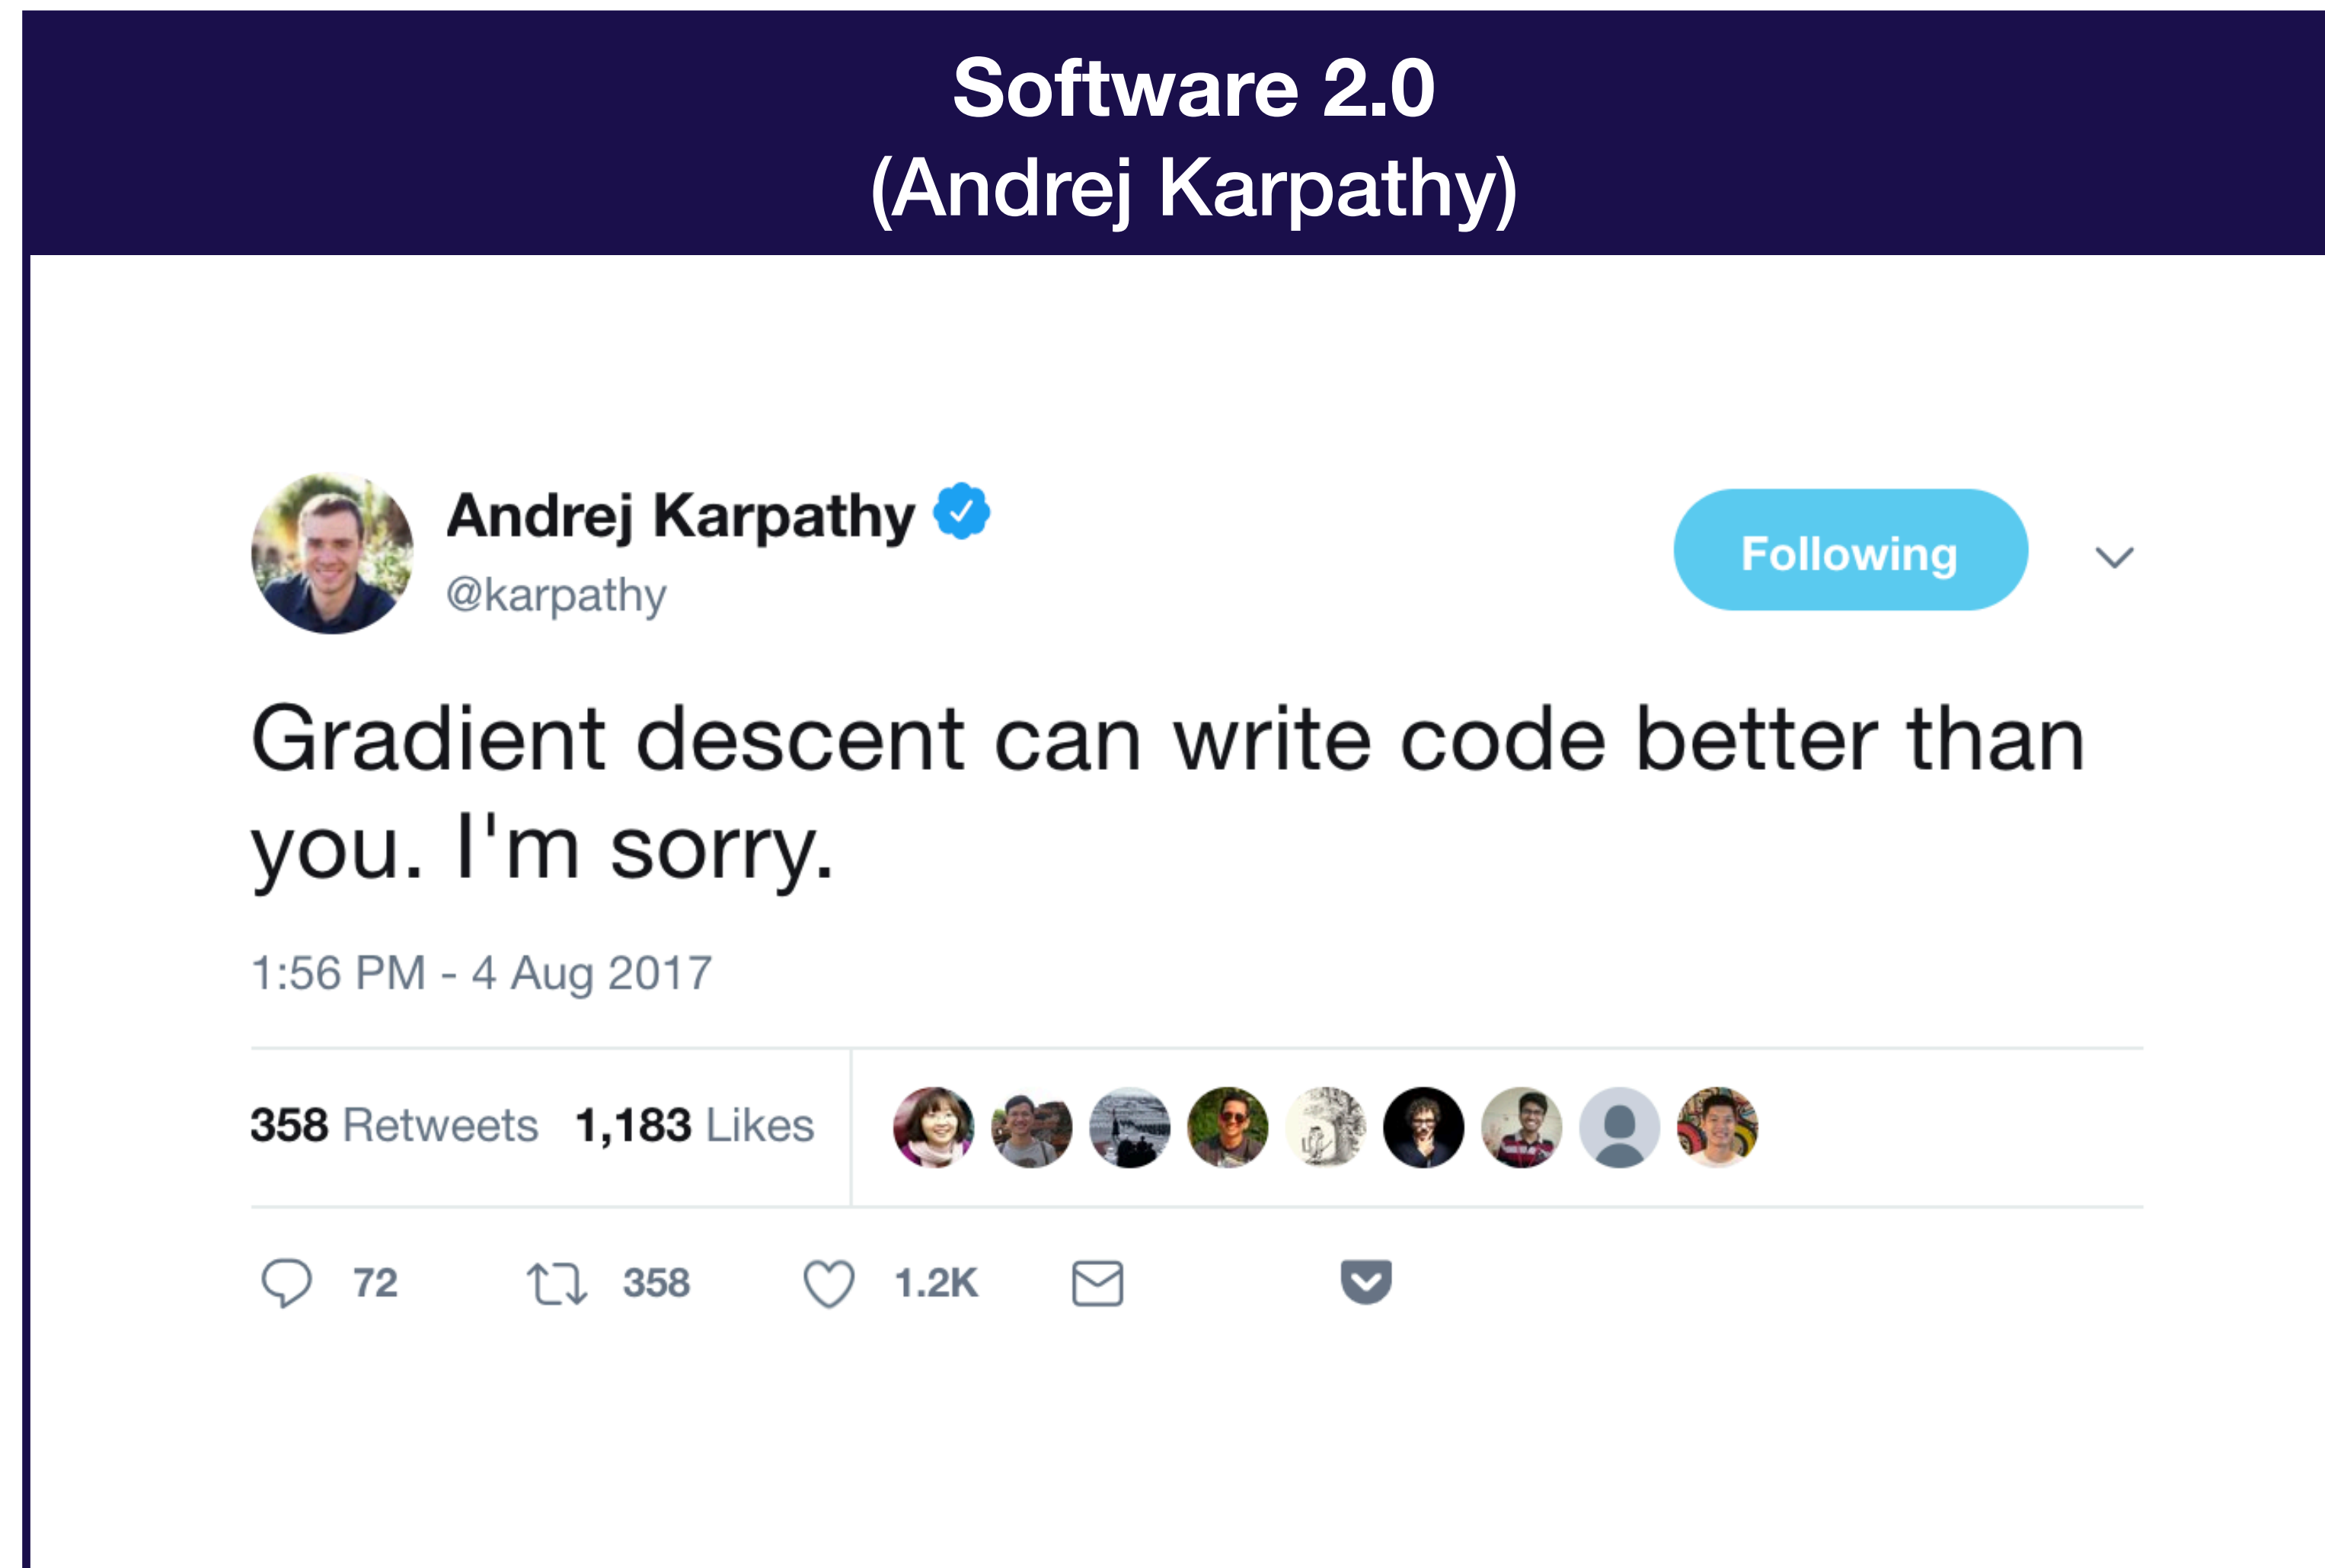 Software 2.0
(Andrej Karpathy)
Andrej Karpathy
@karpathy
Following
Gradient descent can write code better than
you. I'm sorry.
1:56 PM - 4 Aug 2017
358 Retweets 1,183 Likes
72 358 1.2K